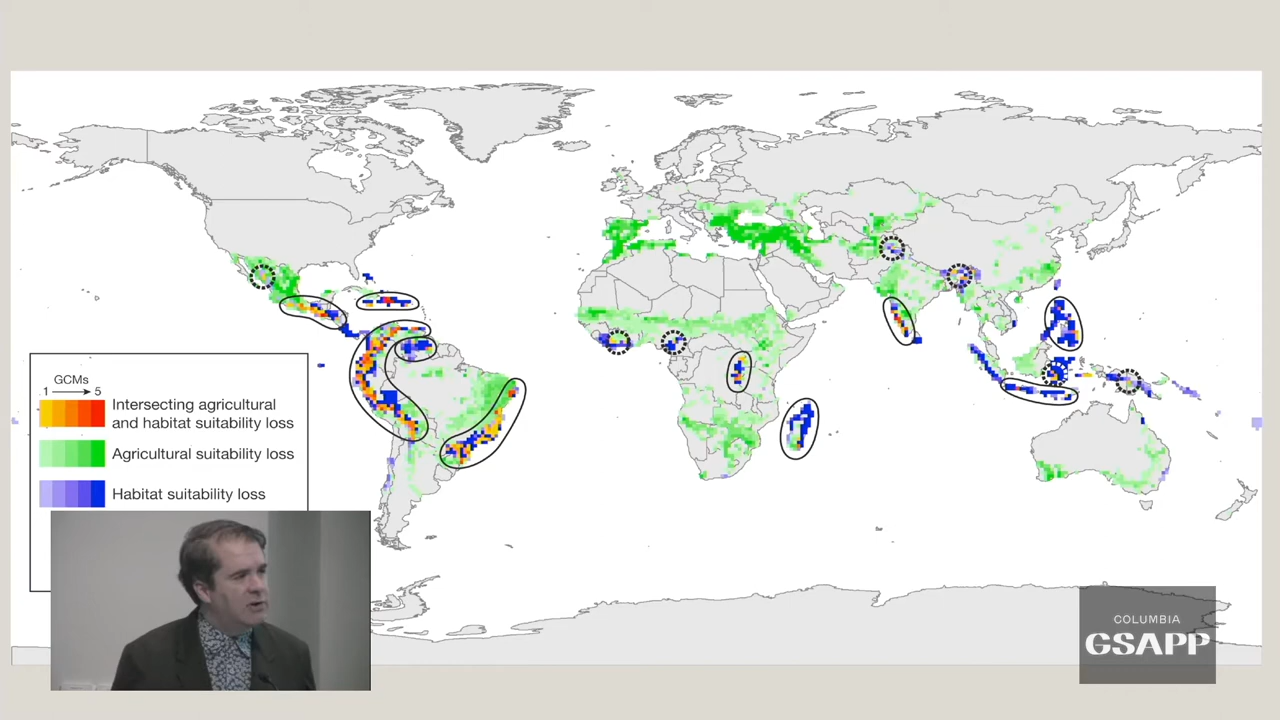 GCMs
1 5
Intersecting agricultural
and habitat suitability loss
Agricultural suitability loss
Habitat suitability loss
COLUMBIA
GSAPP